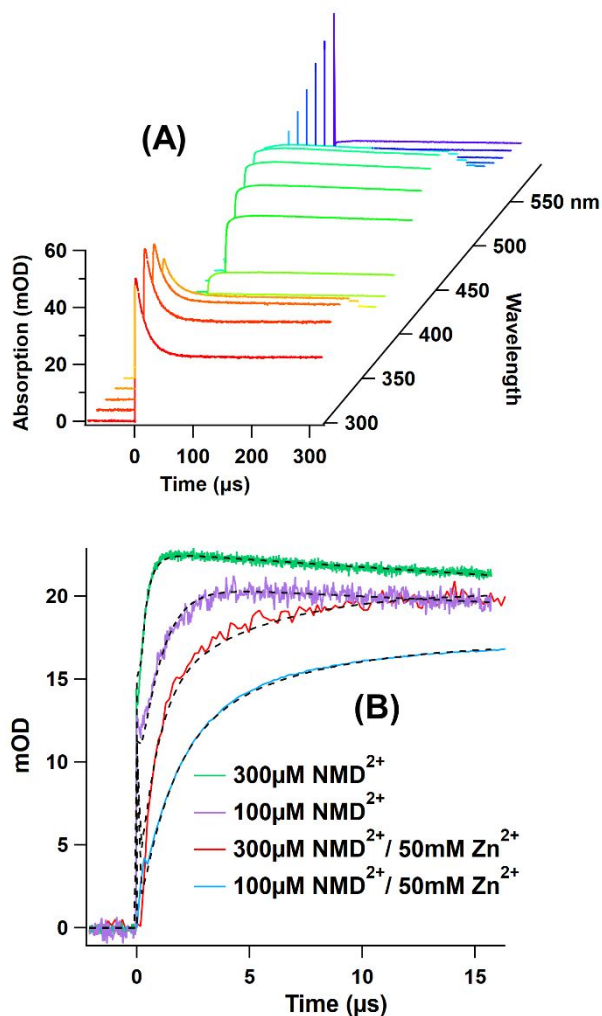 (A)
60
40
20
0
Absorption (mOD)
0
100
200
300
Time (µs)
550 nm
500
450
400
350
300
Wavelength
20
15
10
5
0
mOD
(B)
300µM NMD²⁺
100µM NMD²⁺
300µM NMD²⁺/ 50mM Zn²⁺
100µM NMD²⁺/ 50mM Zn²⁺
0
5
10
15
Time (µs)